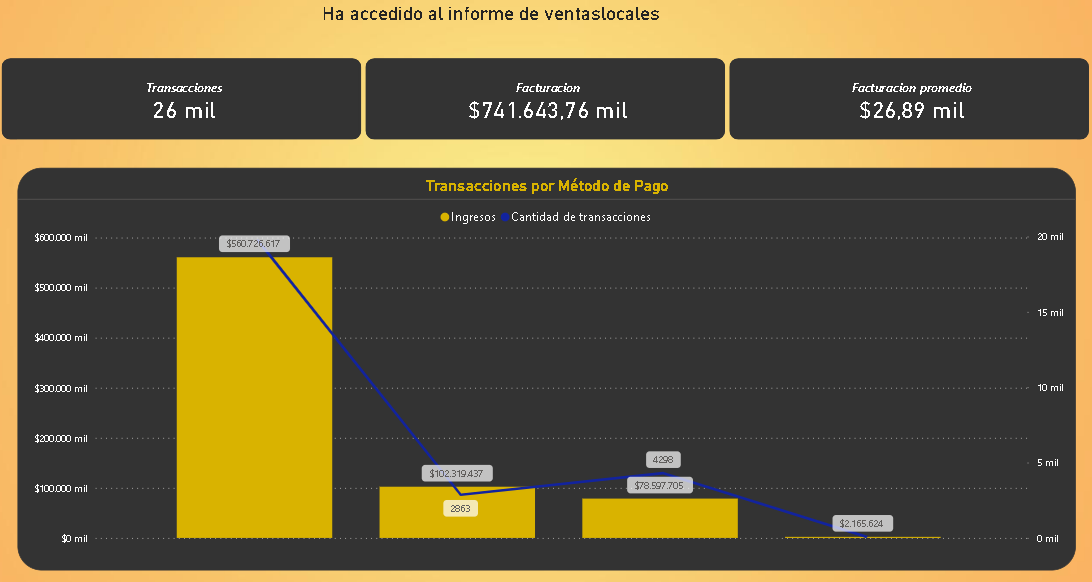 Ha accedido al informe de ventaslocales
Transacciones
26 mil
Facturacion
$741.643,76 mil
Facturacion promedio
$26,89 mil
Transacciones por Método de Pago
Ingresos Cantidad de transacciones
$600.000 mil
$500.000 mil
$400.000 mil
$300.000 mil
$200.000 mil
$100.000 mil
$0 mil
$560.726.617
$102.319.437
2863
4298
$78.597.705
$2.165.624
20 mil
15 mil
10 mil
5 mil
0 mil